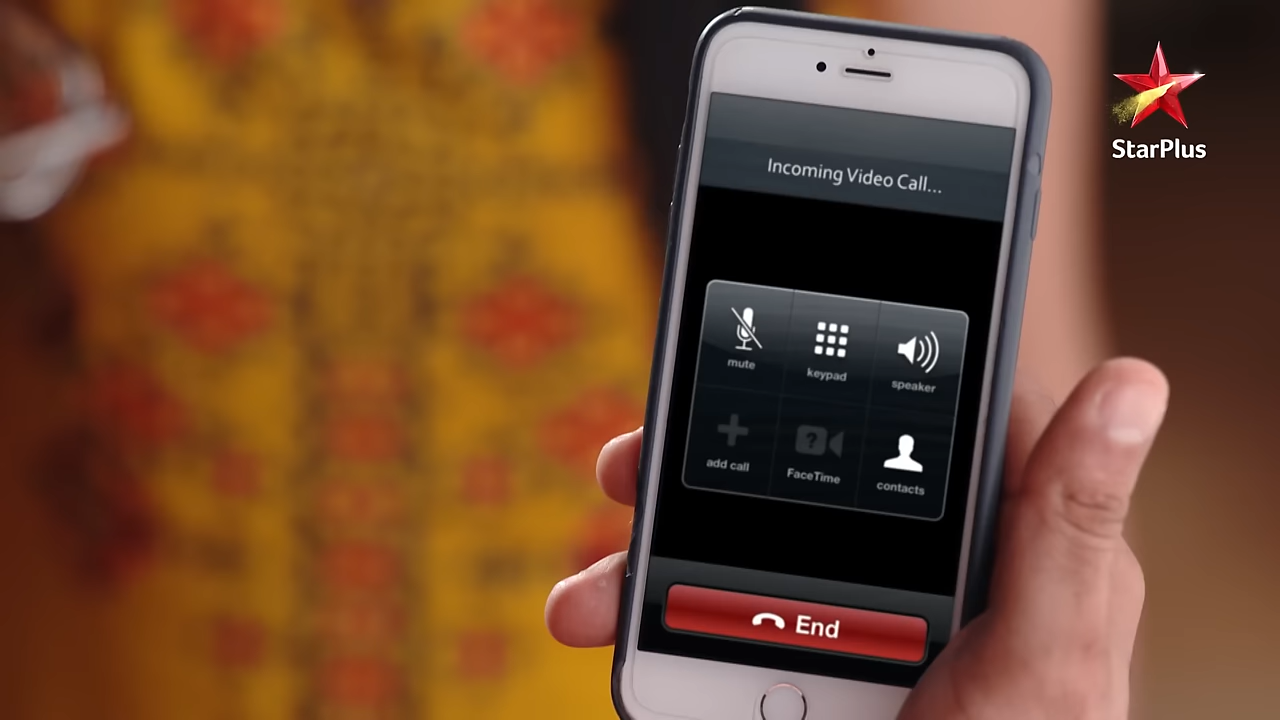 StarPlus
Incoming Video Call...
mute
keypad
speaker
add call
FaceTime
contacts
End